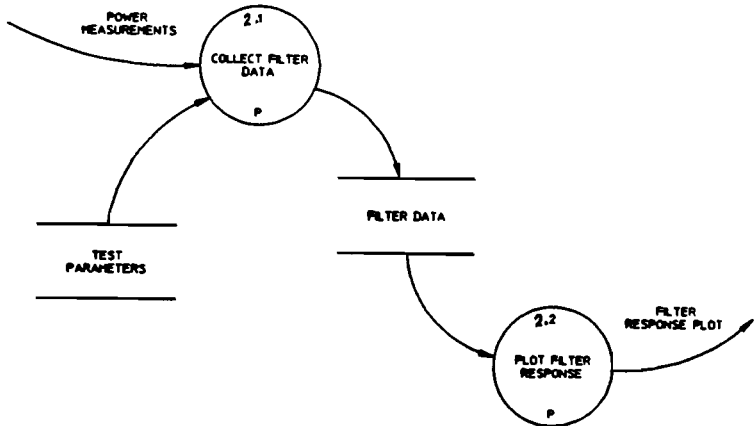 POWER
MEASUREMENTS
2.1
COLLECT FILTER
DATA
P
TEST
PARAMETERS
FILTER DATA
2.2
PLOT FILTER
RESPONSE
P
FILTER
RESPONSE PLOT